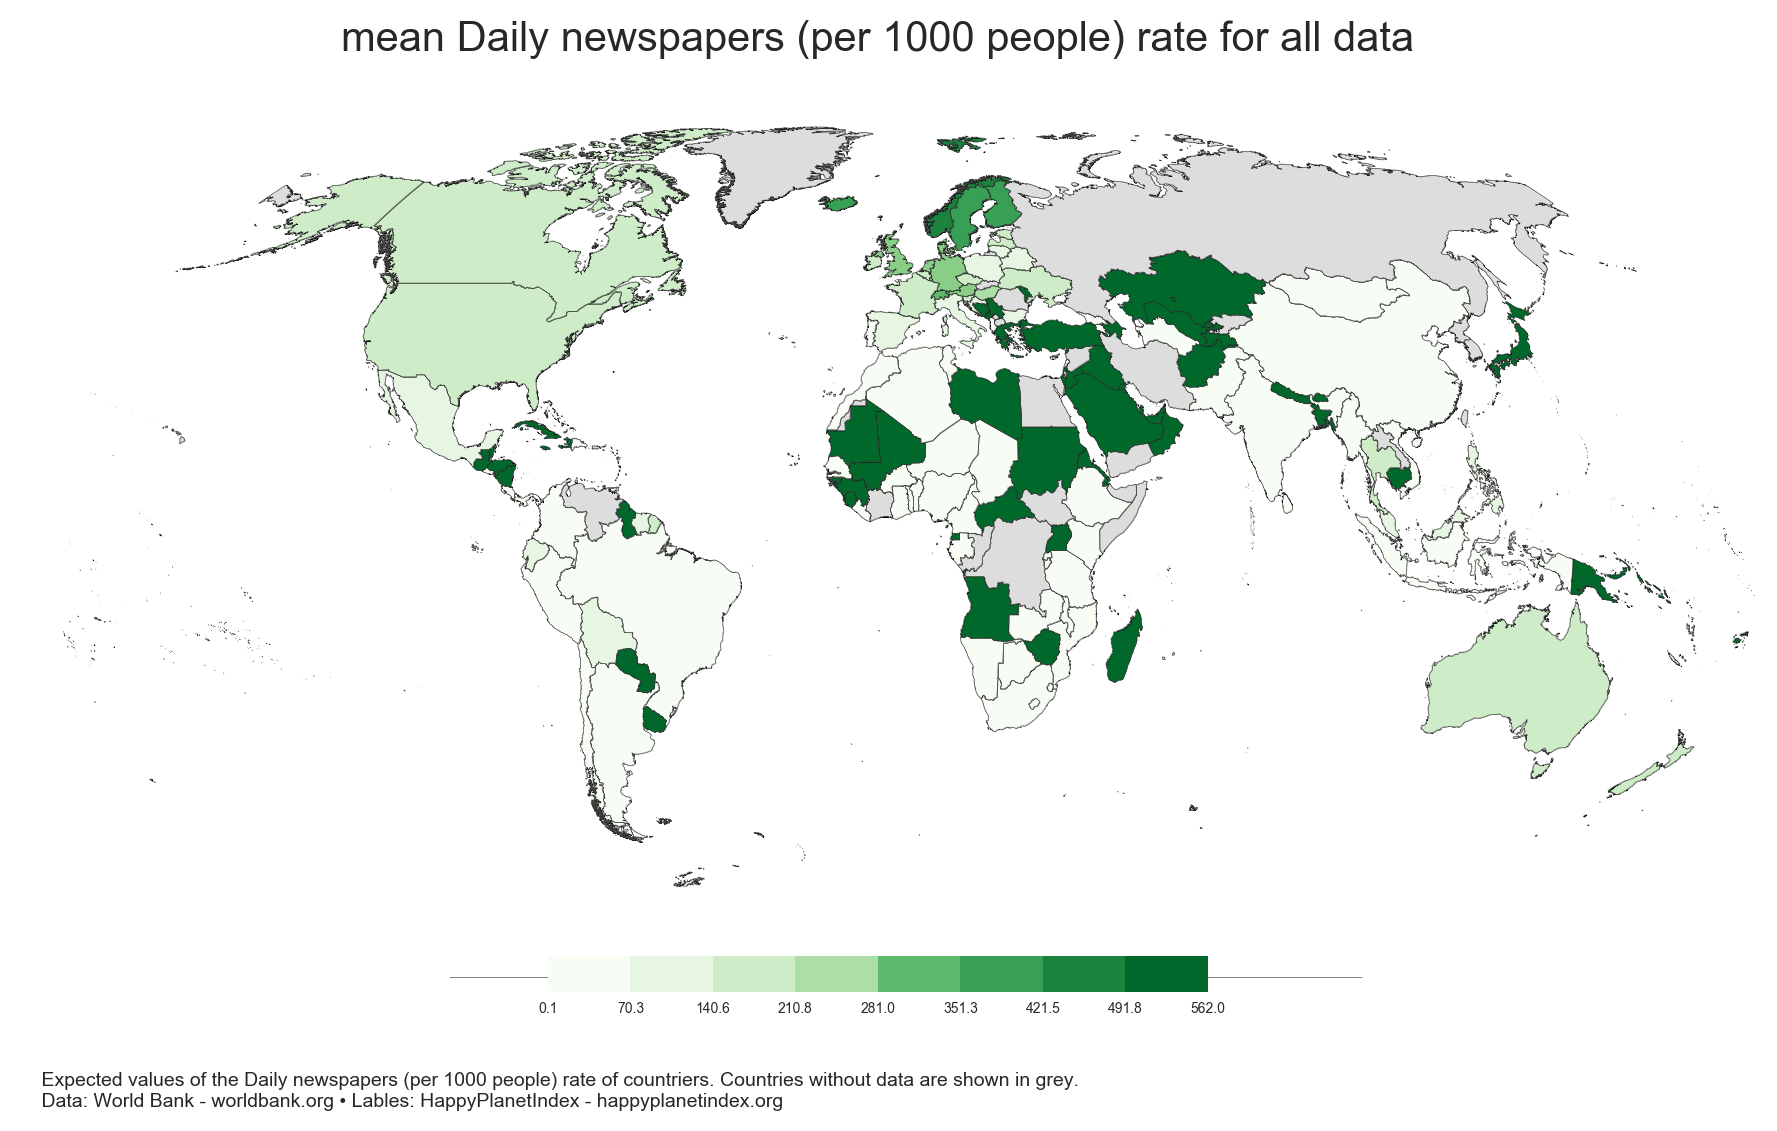 mean Daily newspapers (per 1000 people) rate for all data
0.1 70.3 140.6 210.8 281.0 351.3 421.5 491.8 562.0
Expected values of the Daily newspapers (per 1000 people) rate of countriers. Countries without data are shown in grey.
Data: World Bank - worldbank.org • Lables: HappyPlanetIndex - happyplanetindex.org